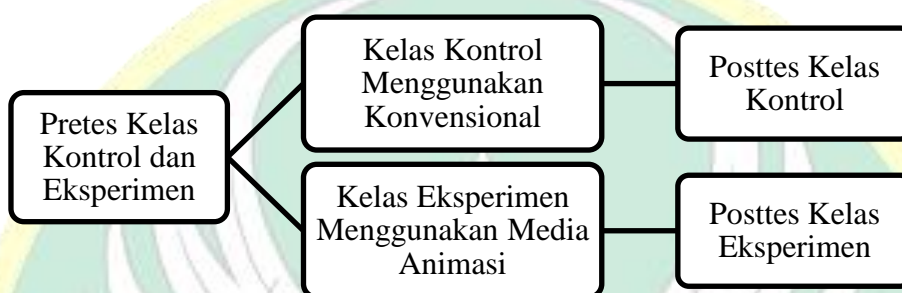 Pretes Kelas
Kontrol dan
Eksperimen
Kelas Kontrol
Menggunakan
Konvensional
Posttes Kelas
Kontrol
Kelas Eksperimen
Menggunakan Media
Animasi
Posttes Kelas
Eksperimen